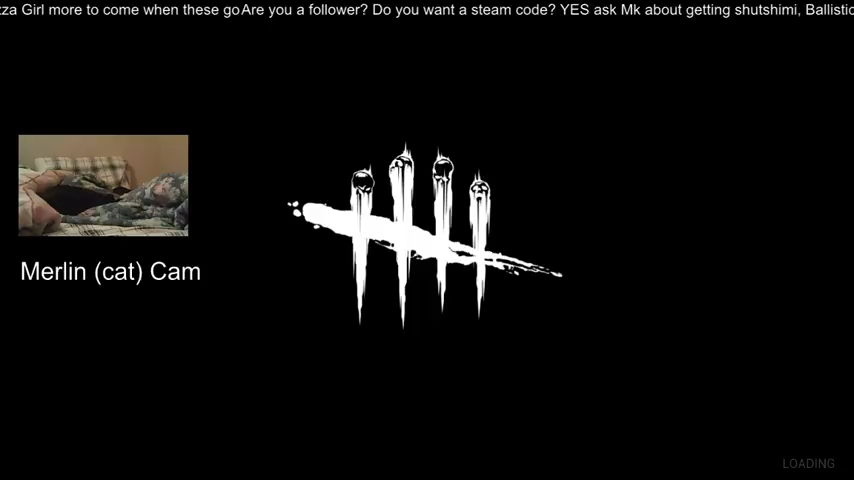 zza Girl more to come when these goAre you a follower? Do you want a steam code? YES ask Mk about getting shutshimi, Ballistic
Merlin (cat) Cam
LOADING